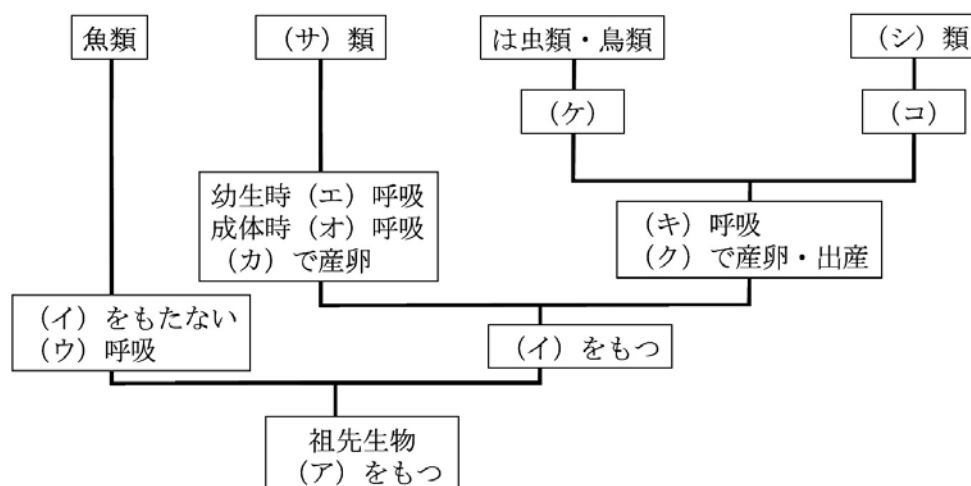 魚類
(サ)類
は虫類・鳥類
(シ)類
(ケ)
(コ)
幼生時(エ)呼吸
成体時(オ)呼吸
(カ)で産卵
(キ)呼吸
(ク)で産卵・出産
(イ)をもたない
(ウ)呼吸
(イ)をもつ
祖先生物
(ア)をもつ